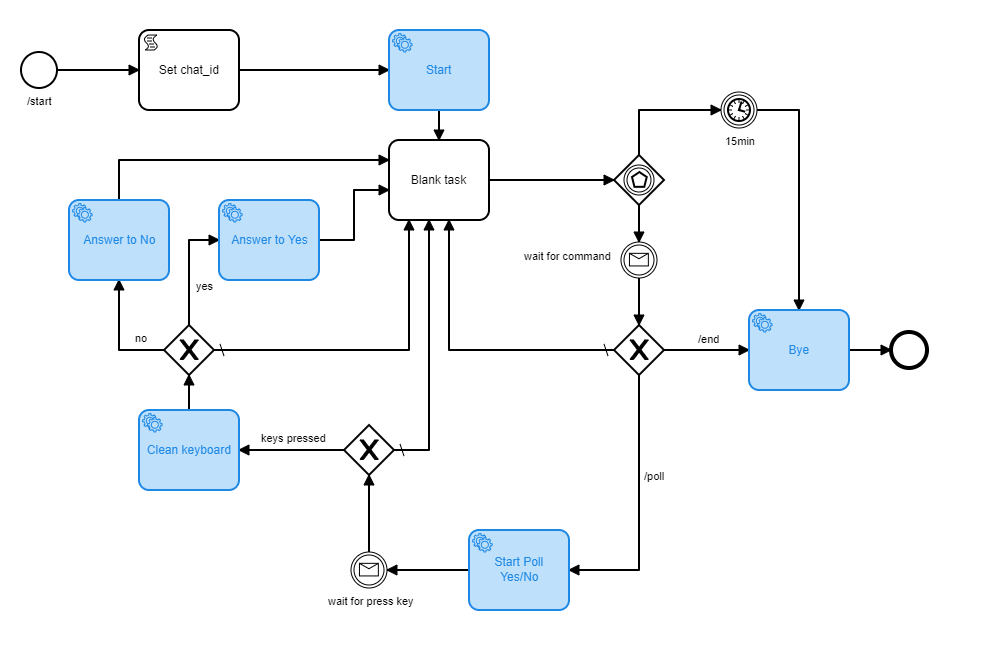 /start
Set chat_id
Start
15min
Blank task
Answer to No
Answer to Yes
wait for command
yes
no
/end
Bye
keys pressed
Clean keyboard
/poll
Start Poll
Yes/No
wait for press key